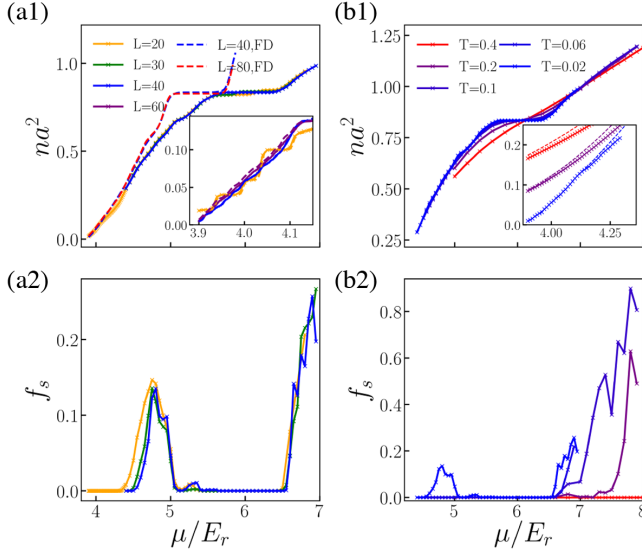 (a1)
na²
1.0
0.5
0.0
L=20
L=30
L=40
L=60
L=40,FD
L=80,FD
0.10
0.05
0.00
3.9
4.0
4.1
(b1)
na²
1.25
1.00
0.75
0.50
0.25
T=0.4
T=0.2
T=0.1
T=0.06
T=0.02
0.2
0.1
0.0
4.00
4.25
(a2)
f_s
0.2
0.1
0.0
4
5
6
7
μ/E_r
(b2)
f_s
0.8
0.6
0.4
0.2
0.0
5
6
7
8
μ/E_r